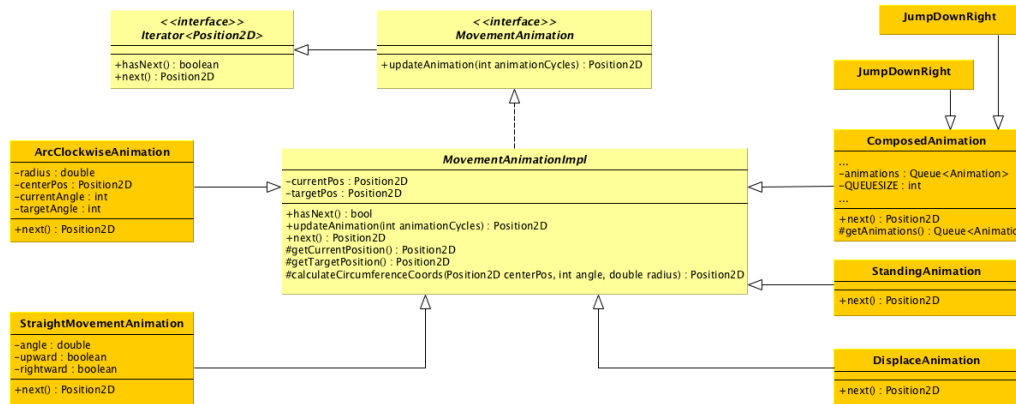 <<interface>>
Iterator<Position2D>
+hasNext() : boolean
+next() : Position2D
<<interface>>
MovementAnimation
+updateAnimation(int animationCycles) : Position2D
JumpDownRight
JumpDownRight
ArcClockwiseAnimation
-radius : double
-centerPos : Position2D
-currentAngle : int
-targetAngle : int
+next() : Position2D
MovementAnimationImpl
-currentPos : Position2D
-targetPos : Position2D
+hasNext() : bool
+updateAnimation(int animationCycles) : Position2D
+next() : Position2D
#getCurrentPosition() : Position2D
#getTargetPosition() : Position2D
#calculateCircumferenceCoords(Position2D centerPos, int angle, double radius) : Position2D
ComposedAnimation
...
-animations : Queue<Animation>
-QUEUESIZE : int
...
+next() : Position2D
#getAnimations() : Queue<Animatio
StandingAnimation
+next() : Position2D
StraightMovementAnimation
-angle : double
-upward : boolean
-rightward : boolean
+next() : Position2D
DisplaceAnimation
+next() : Position2D